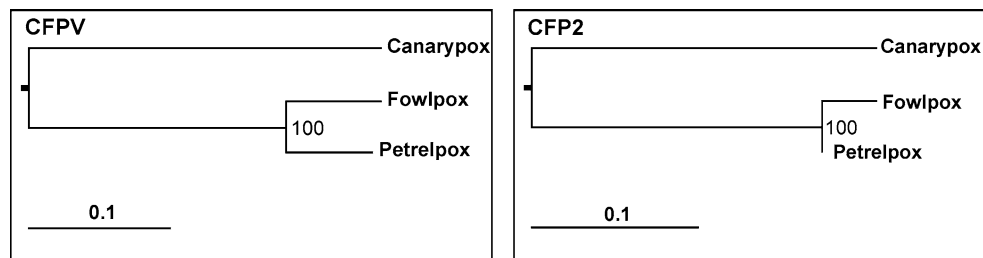 CFPV
Canarypox
Fowlpox
100
Petrelpox
0.1
CFP2
Canarypox
Fowlpox
100
Petrelpox
0.1